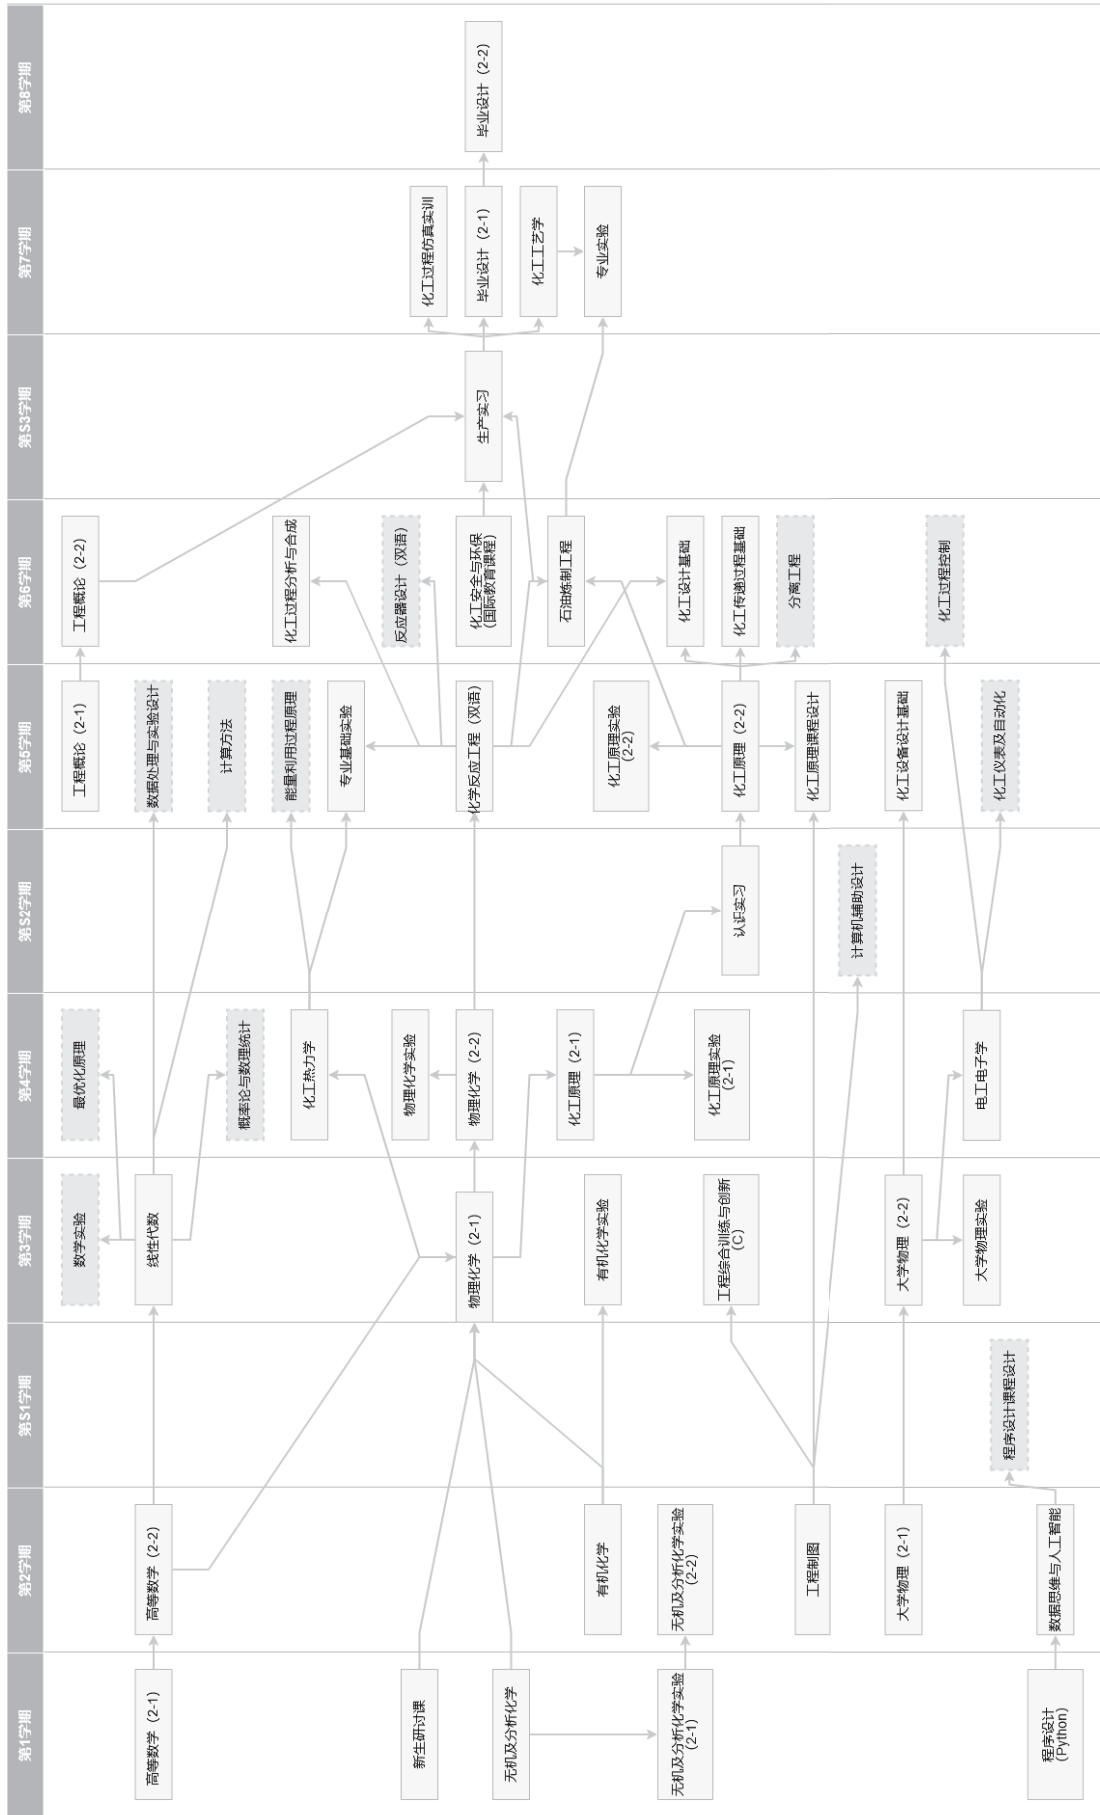 第1学期
第2学期
第S1学期
第3学期
第4学期
第S2学期
第5学期
第6学期
第S3学期
第7学期
第8学期
高等数学（2-1）
新生研讨课
无机及分析化学
无机及分析化学实验
（2-1）
程序设计
（Python）
高等数学（2-2）
有机化学
无机及分析化学实验
（2-2）
工程制图
大学物理（2-1）
数据思维与人工智能
程序设计课程设计
数学实验
线性代数
物理化学（2-1）
有机化学实验
工程综合训练与创新
（C）
大学物理（2-2）
大学物理实验
最优化原理
概率论与数理统计
化工热力学
物理化学实验
物理化学（2-2）
化工原理（2-1）
化工原理实验
（2-1）
电工电子学
认识实习
计算机辅助设计
工程概论（2-1）
数据处理与实验设计
计算方法
能量利用过程原理
专业基础实验
化学反应工程（双语）
化工原理实验
（2-2）
化工原理（2-2）
化工原理课程设计
化工设备设计基础
化工仪表及自动化
工程概论（2-2）
化工过程分析与合成
反应器设计（双语）
化工安全与环保
（国际教育课程）
石油炼制工程
化工设计基础
化工传递过程基础
分离工程
化工过程控制
生产实习
化工过程仿真实训
毕业设计（2-1）
化工工艺学
专业实验
毕业设计（2-2）